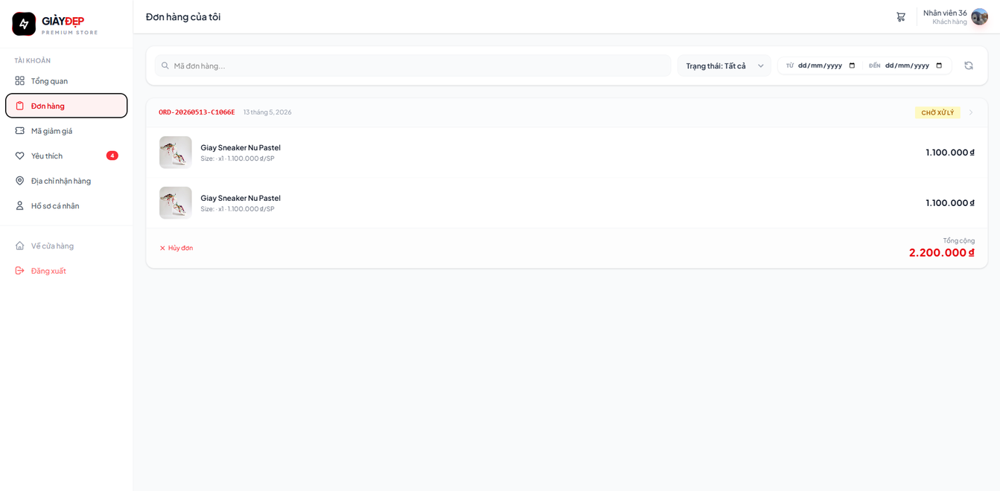 GIÀYĐẸP
PREMIUM STORE
Đơn hàng của tôi
Nhân viên 36
Khách hàng
TÀI KHOẢN
Tổng quan
Đơn hàng
Mã giảm giá
Yêu thích 4
Địa chỉ nhận hàng
Hồ sơ cá nhân
Về cửa hàng
Đăng xuất
Mã đơn hàng...
Trạng thái: Tất cả
TỪ dd/mm/yyyy ĐẾN dd/mm/yyyy
ORD-20260513-C1066E 13 tháng 5, 2026 CHỜ XỬ LÝ
Giay Sneaker Nu Pastel
Size: · x1 · 1.100.000 ₫/SP
1.100.000 ₫
Giay Sneaker Nu Pastel
Size: · x1 · 1.100.000 ₫/SP
1.100.000 ₫
Hủy đơn
Tổng cộng
2.200.000 ₫